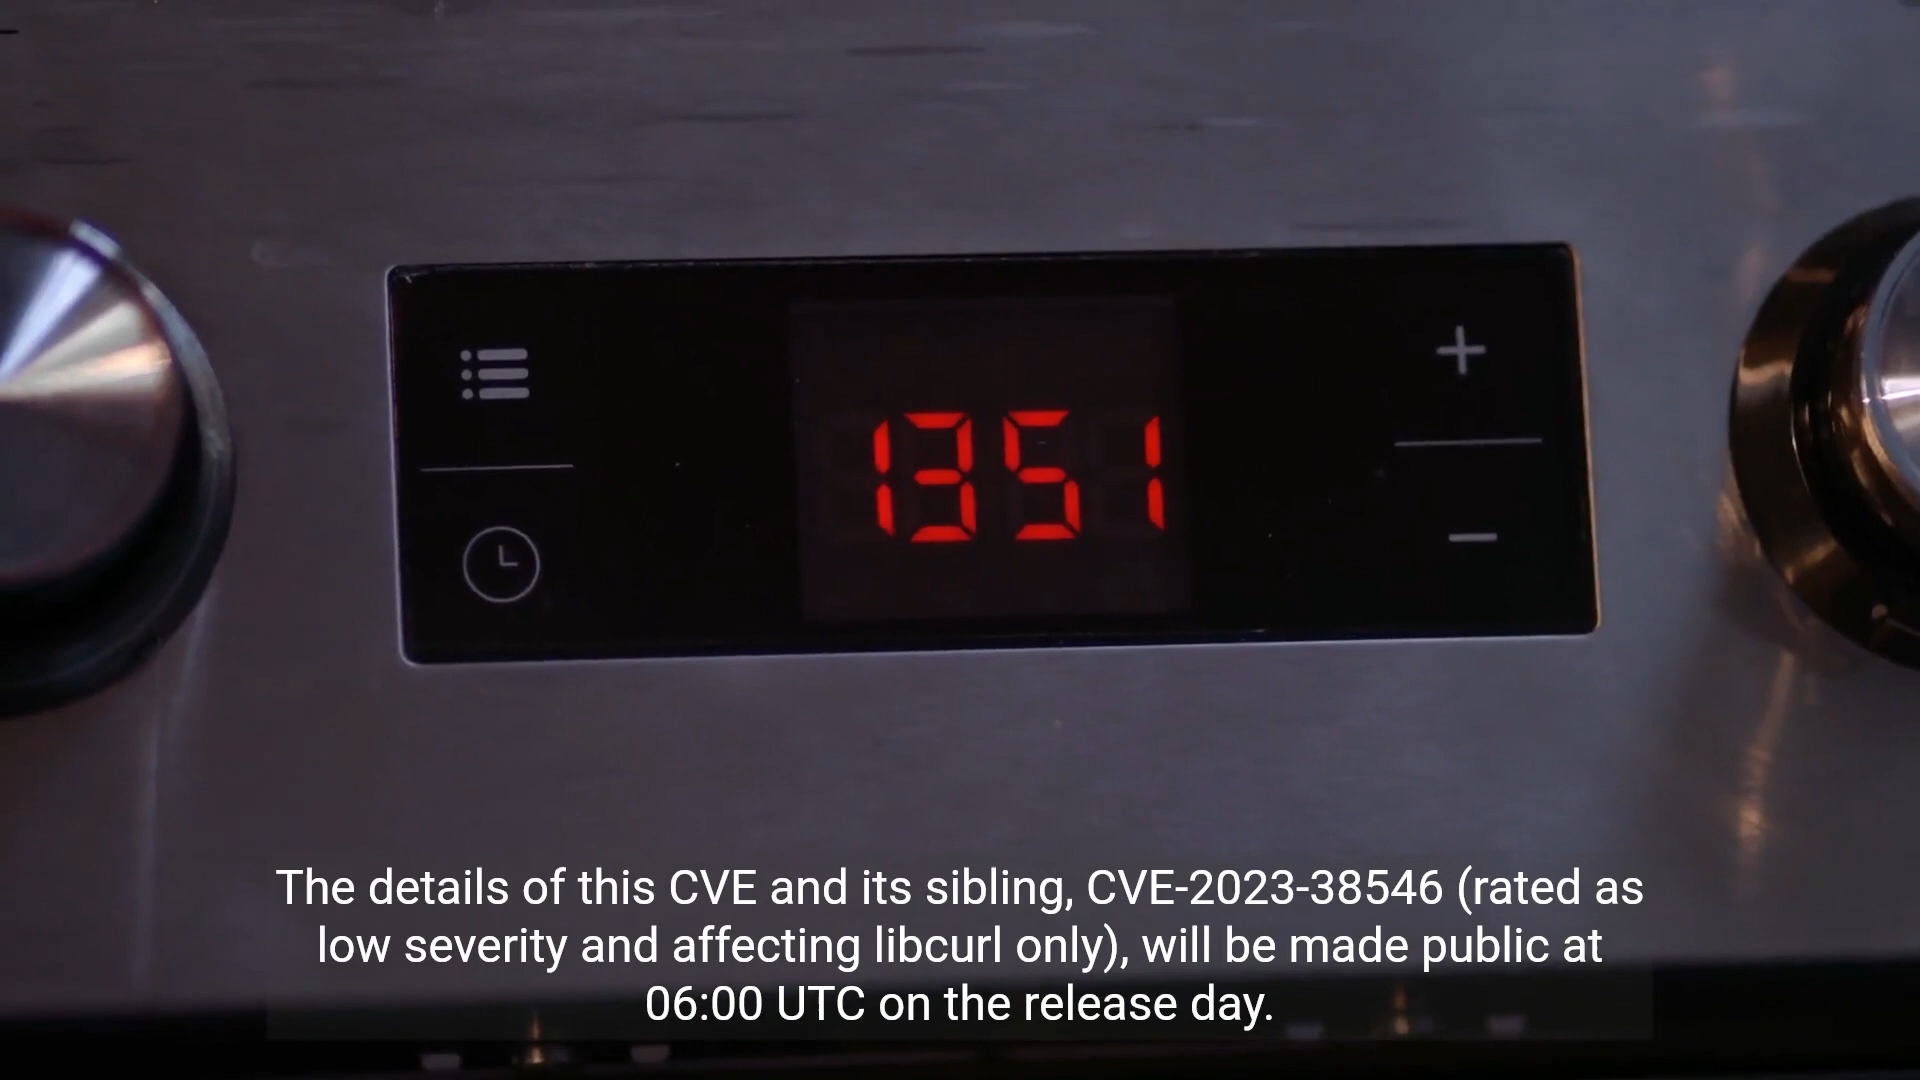 1351
The details of this CVE and its sibling, CVE-2023-38546 (rated as
low severity and affecting libcurl only), will be made public at
06:00 UTC on the release day.